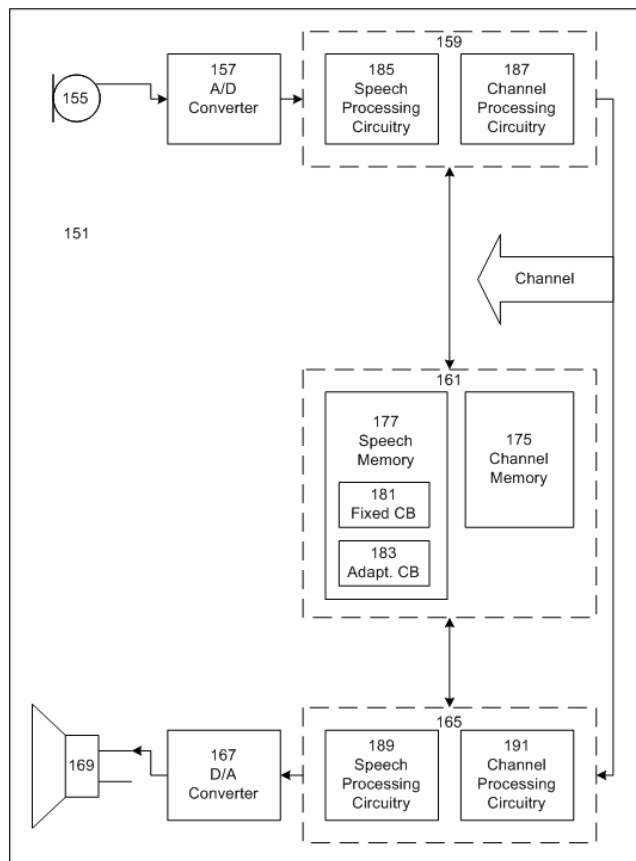 155
157
A/D
Converter
159
185
Speech
Processing
Circuitry
187
Channel
Processing
Circuitry
151
Channel
161
177
Speech
Memory
181
Fixed CB
183
Adapt. CB
175
Channel
Memory
169
167
D/A
Converter
165
189
Speech
Processing
Circuitry
191
Channel
Processing
Circuitry